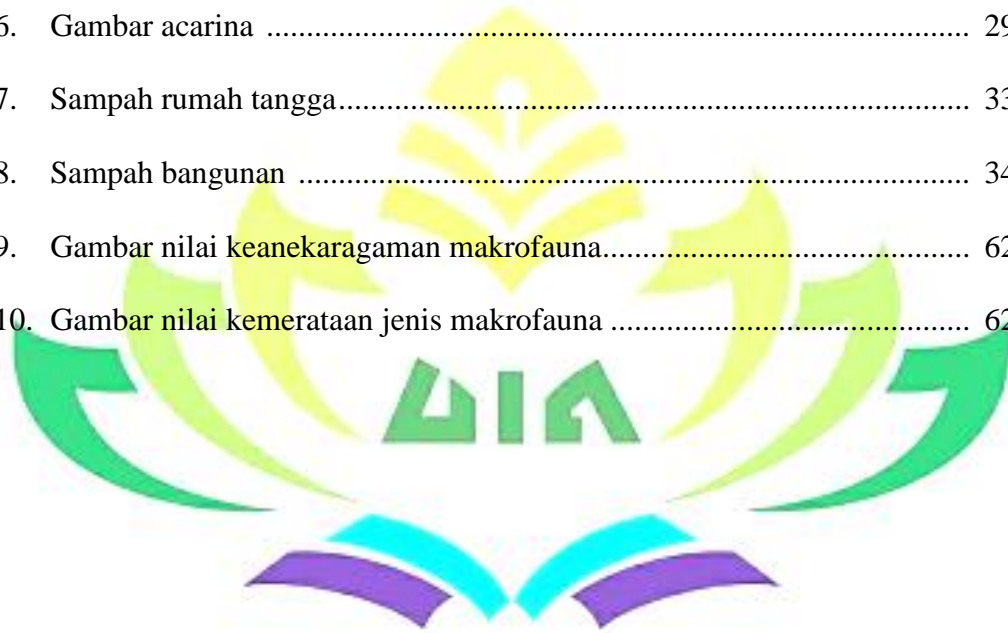 6. Gambar acarina ........................................................................... 29
7. Sampah rumah tangga................................................................... 33
8. Sampah bangunan ....................................................................... 34
9. Gambar nilai keanekaragaman makrofauna....................................... 62
10. Gambar nilai kemerataan jenis makrofauna ...................................... 62
UIN